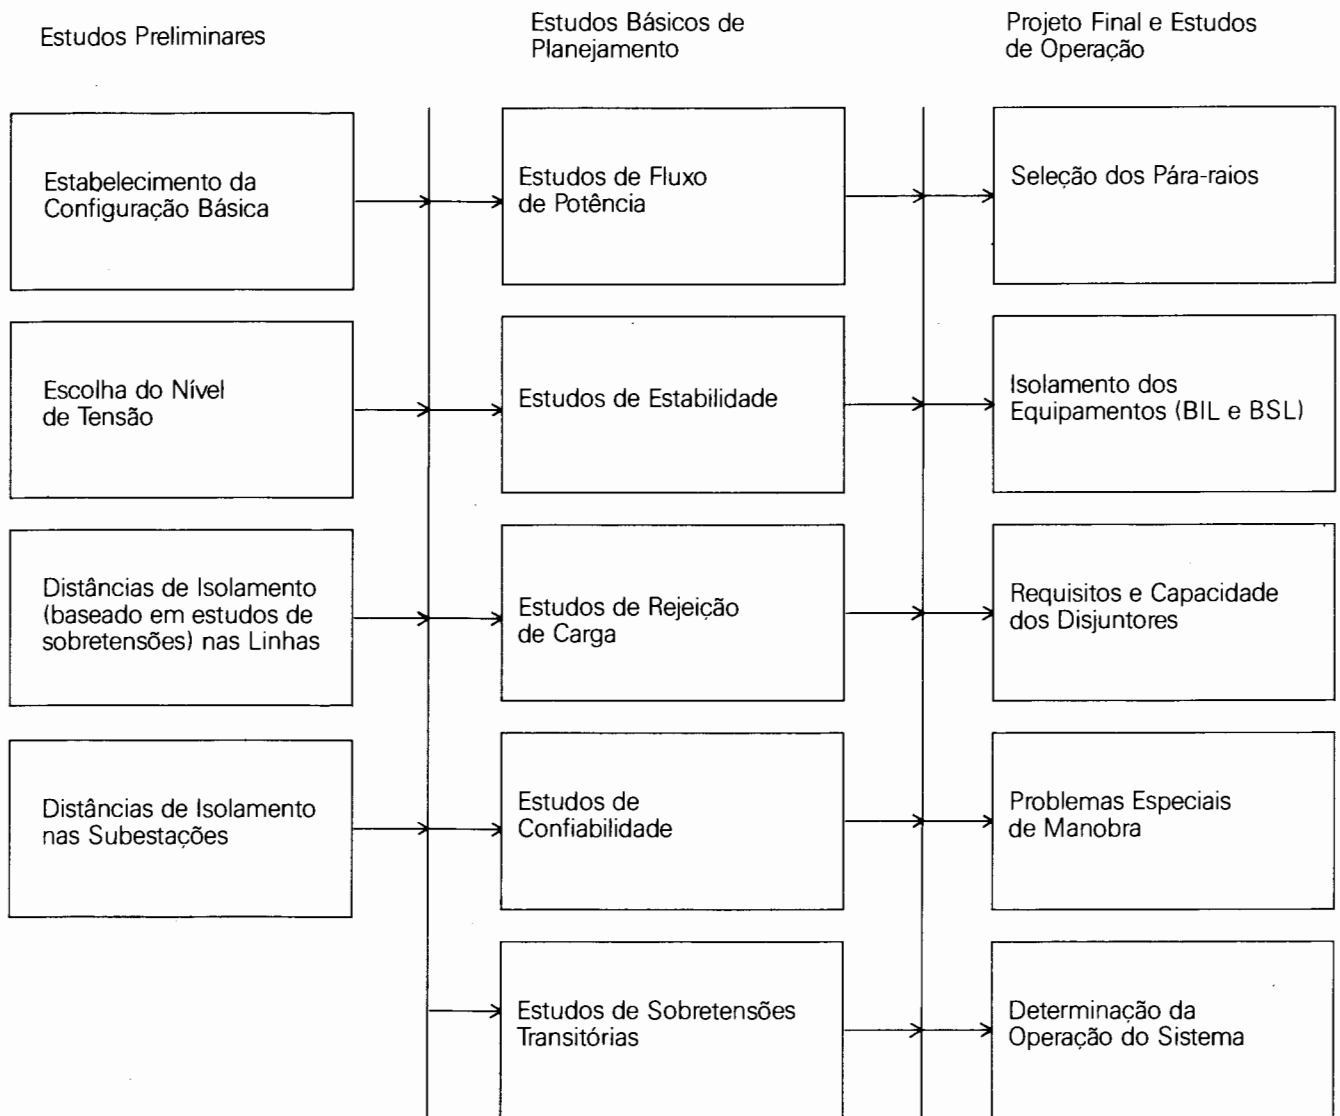 Estudos Preliminares
Estabelecimento da
Configuração Básica
Escolha do Nível
de Tensão
Distâncias de Isolamento
(baseado em estudos de
sobretensões) nas Linhas
Distâncias de Isolamento
nas Subestações
Estudos Básicos de
Planejamento
Estudos de Fluxo
de Potência
Estudos de Estabilidade
Estudos de Rejeição
de Carga
Estudos de
Confiabilidade
Estudos de Sobretensões
Transitórias
Projeto Final e Estudos
de Operação
Seleção dos Pára-raios
Isolamento dos
Equipamentos (BIL e BSL)
Requisitos e Capacidade
dos Disjuntores
Problemas Especiais
de Manobra
Determinação da
Operação do Sistema